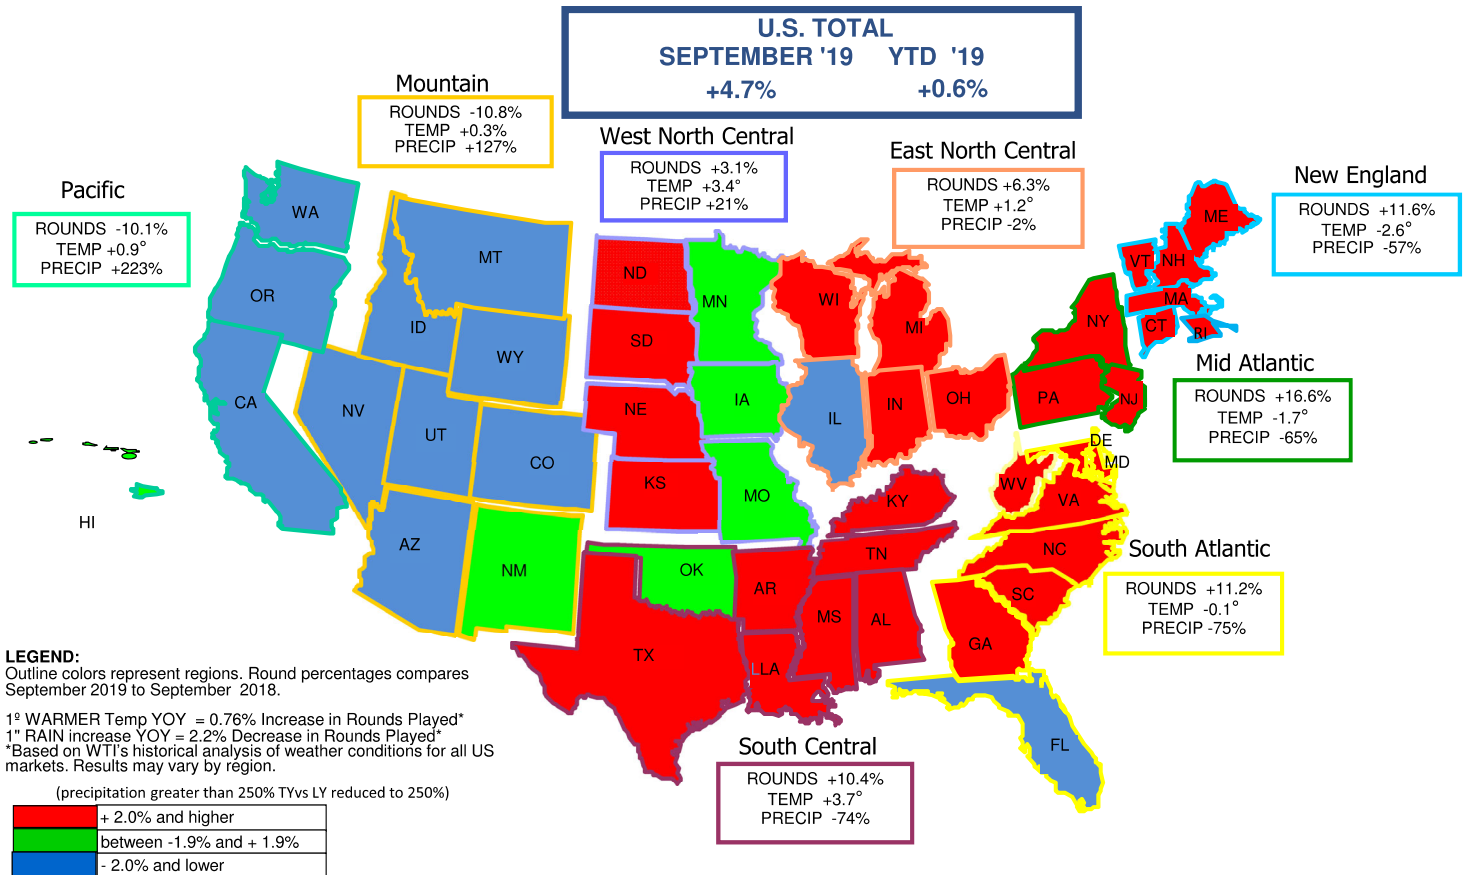 U.S. TOTAL
SEPTEMBER '19 YTD '19
+4.7% +0.6%
Mountain
ROUNDS -10.8%
TEMP +0.3%
PRECIP +127%
West North Central
ROUNDS +3.1%
TEMP +3.4°
PRECIP +21%
East North Central
ROUNDS +6.3%
TEMP +1.2°
PRECIP -2%
New England
ROUNDS +11.6%
TEMP -2.6°
PRECIP -57%
Pacific
ROUNDS -10.1%
TEMP +0.9°
PRECIP +223%
Mid Atlantic
ROUNDS +16.6%
TEMP -1.7°
PRECIP -65%
South Atlantic
ROUNDS +11.2%
TEMP -0.1°
PRECIP -75%
South Central
ROUNDS +10.4%
TEMP +3.7°
PRECIP -74%
WA
OR
CA
HI
MT
ID
WY
NV
UT
CO
AZ
NM
ND
SD
NE
KS
MN
IA
MO
WI
MI
IL
IN
OH
ME
VT
NH
MA
CT
RI
NY
PA
NJ
DE
MD
WV
VA
NC
SC
GA
FL
KY
TN
MS
AL
OK
AR
TX
LLA
LEGEND:
Outline colors represent regions. Round percentages compares
September 2019 to September 2018.
1º WARMER Temp YOY = 0.76% Increase in Rounds Played*
1" RAIN increase YOY = 2.2% Decrease in Rounds Played*
*Based on WTI's historical analysis of weather conditions for all US
markets. Results may vary by region.
(precipitation greater than 250% TYvs LY reduced to 250%)
+ 2.0% and higher
between -1.9% and + 1.9%
- 2.0% and lower